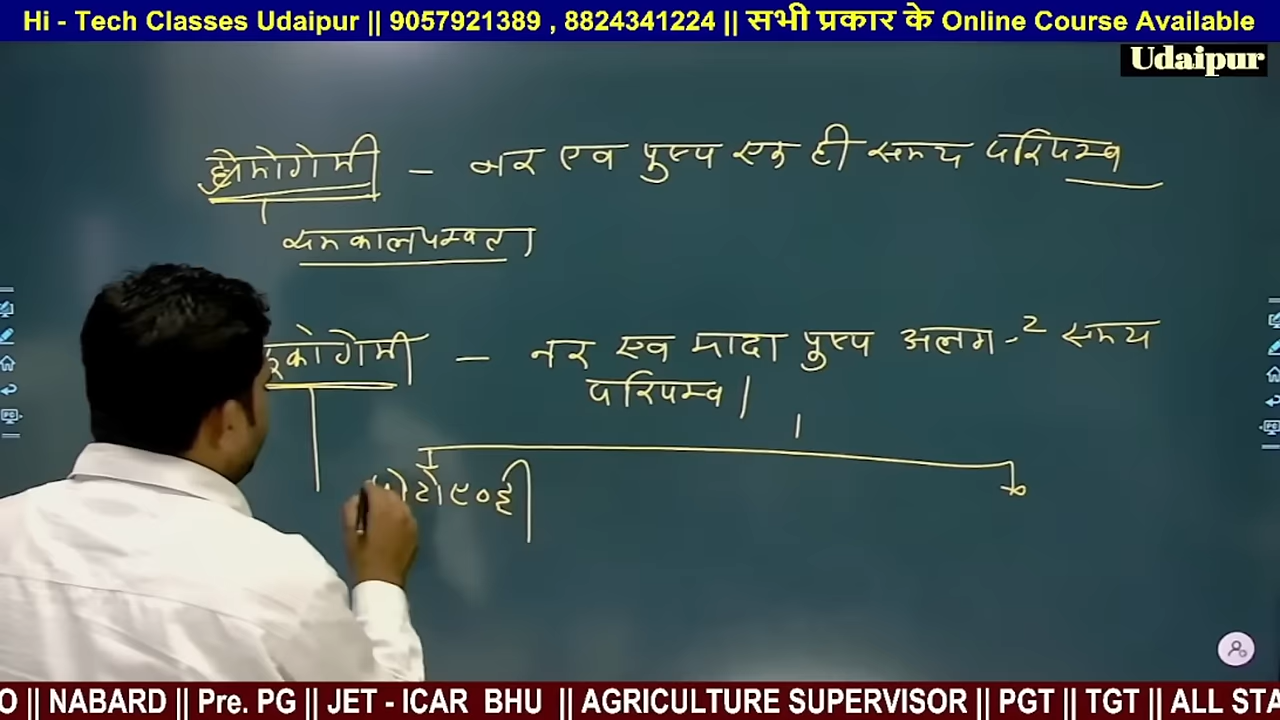 Hi - Tech Classes Udaipur || 9057921389 , 8824341224 || सभी प्रकार के Online Course Available
Udaipur
होमोगेमी - नर एव पुष्प एक ही समय परिपक्व
समकालपक्वता
कोगेमी - नर एव मादा पुष्प अलग-2 समय
परिपक्व।
O || NABARD || Pre. PG || JET - ICAR BHU || AGRICULTURE SUPERVISOR || PGT || TGT || ALL STA